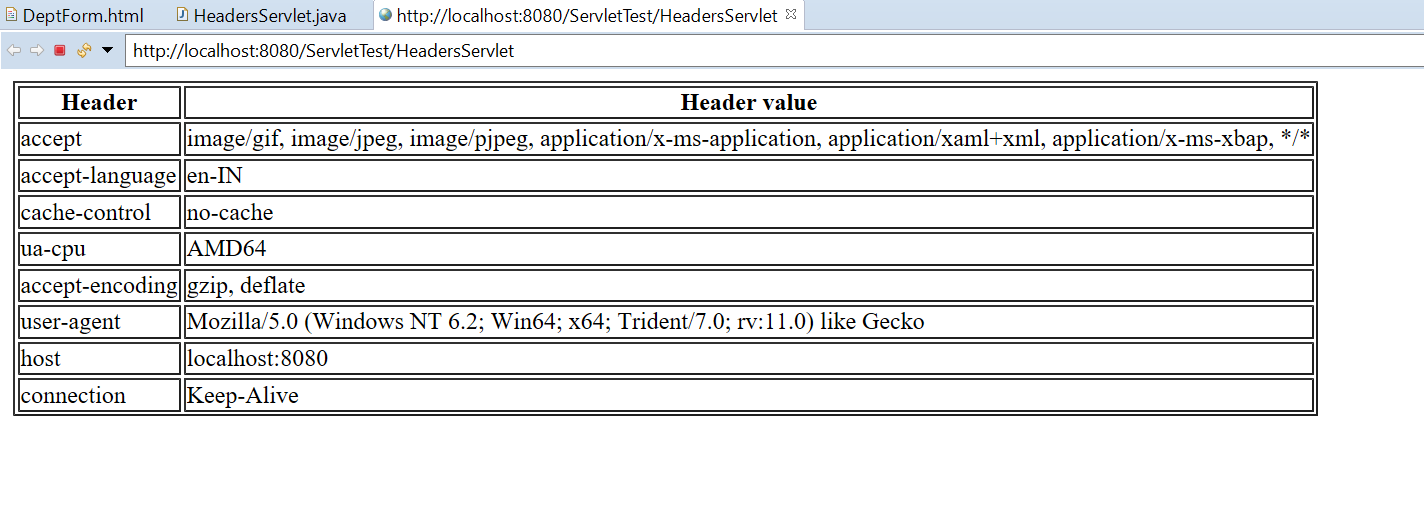 DeptForm.html HeadersServlet.java http://localhost:8080/ServletTest/HeadersServlet
http://localhost:8080/ServletTest/HeadersServlet
Header Header value
accept image/gif, image/jpeg, image/pjpeg, application/x-ms-application, application/xaml+xml, application/x-ms-xbap, */*
accept-language en-IN
cache-control no-cache
ua-cpu AMD64
accept-encoding gzip, deflate
user-agent Mozilla/5.0 (Windows NT 6.2; Win64; x64; Trident/7.0; rv:11.0) like Gecko
host localhost:8080
connection Keep-Alive